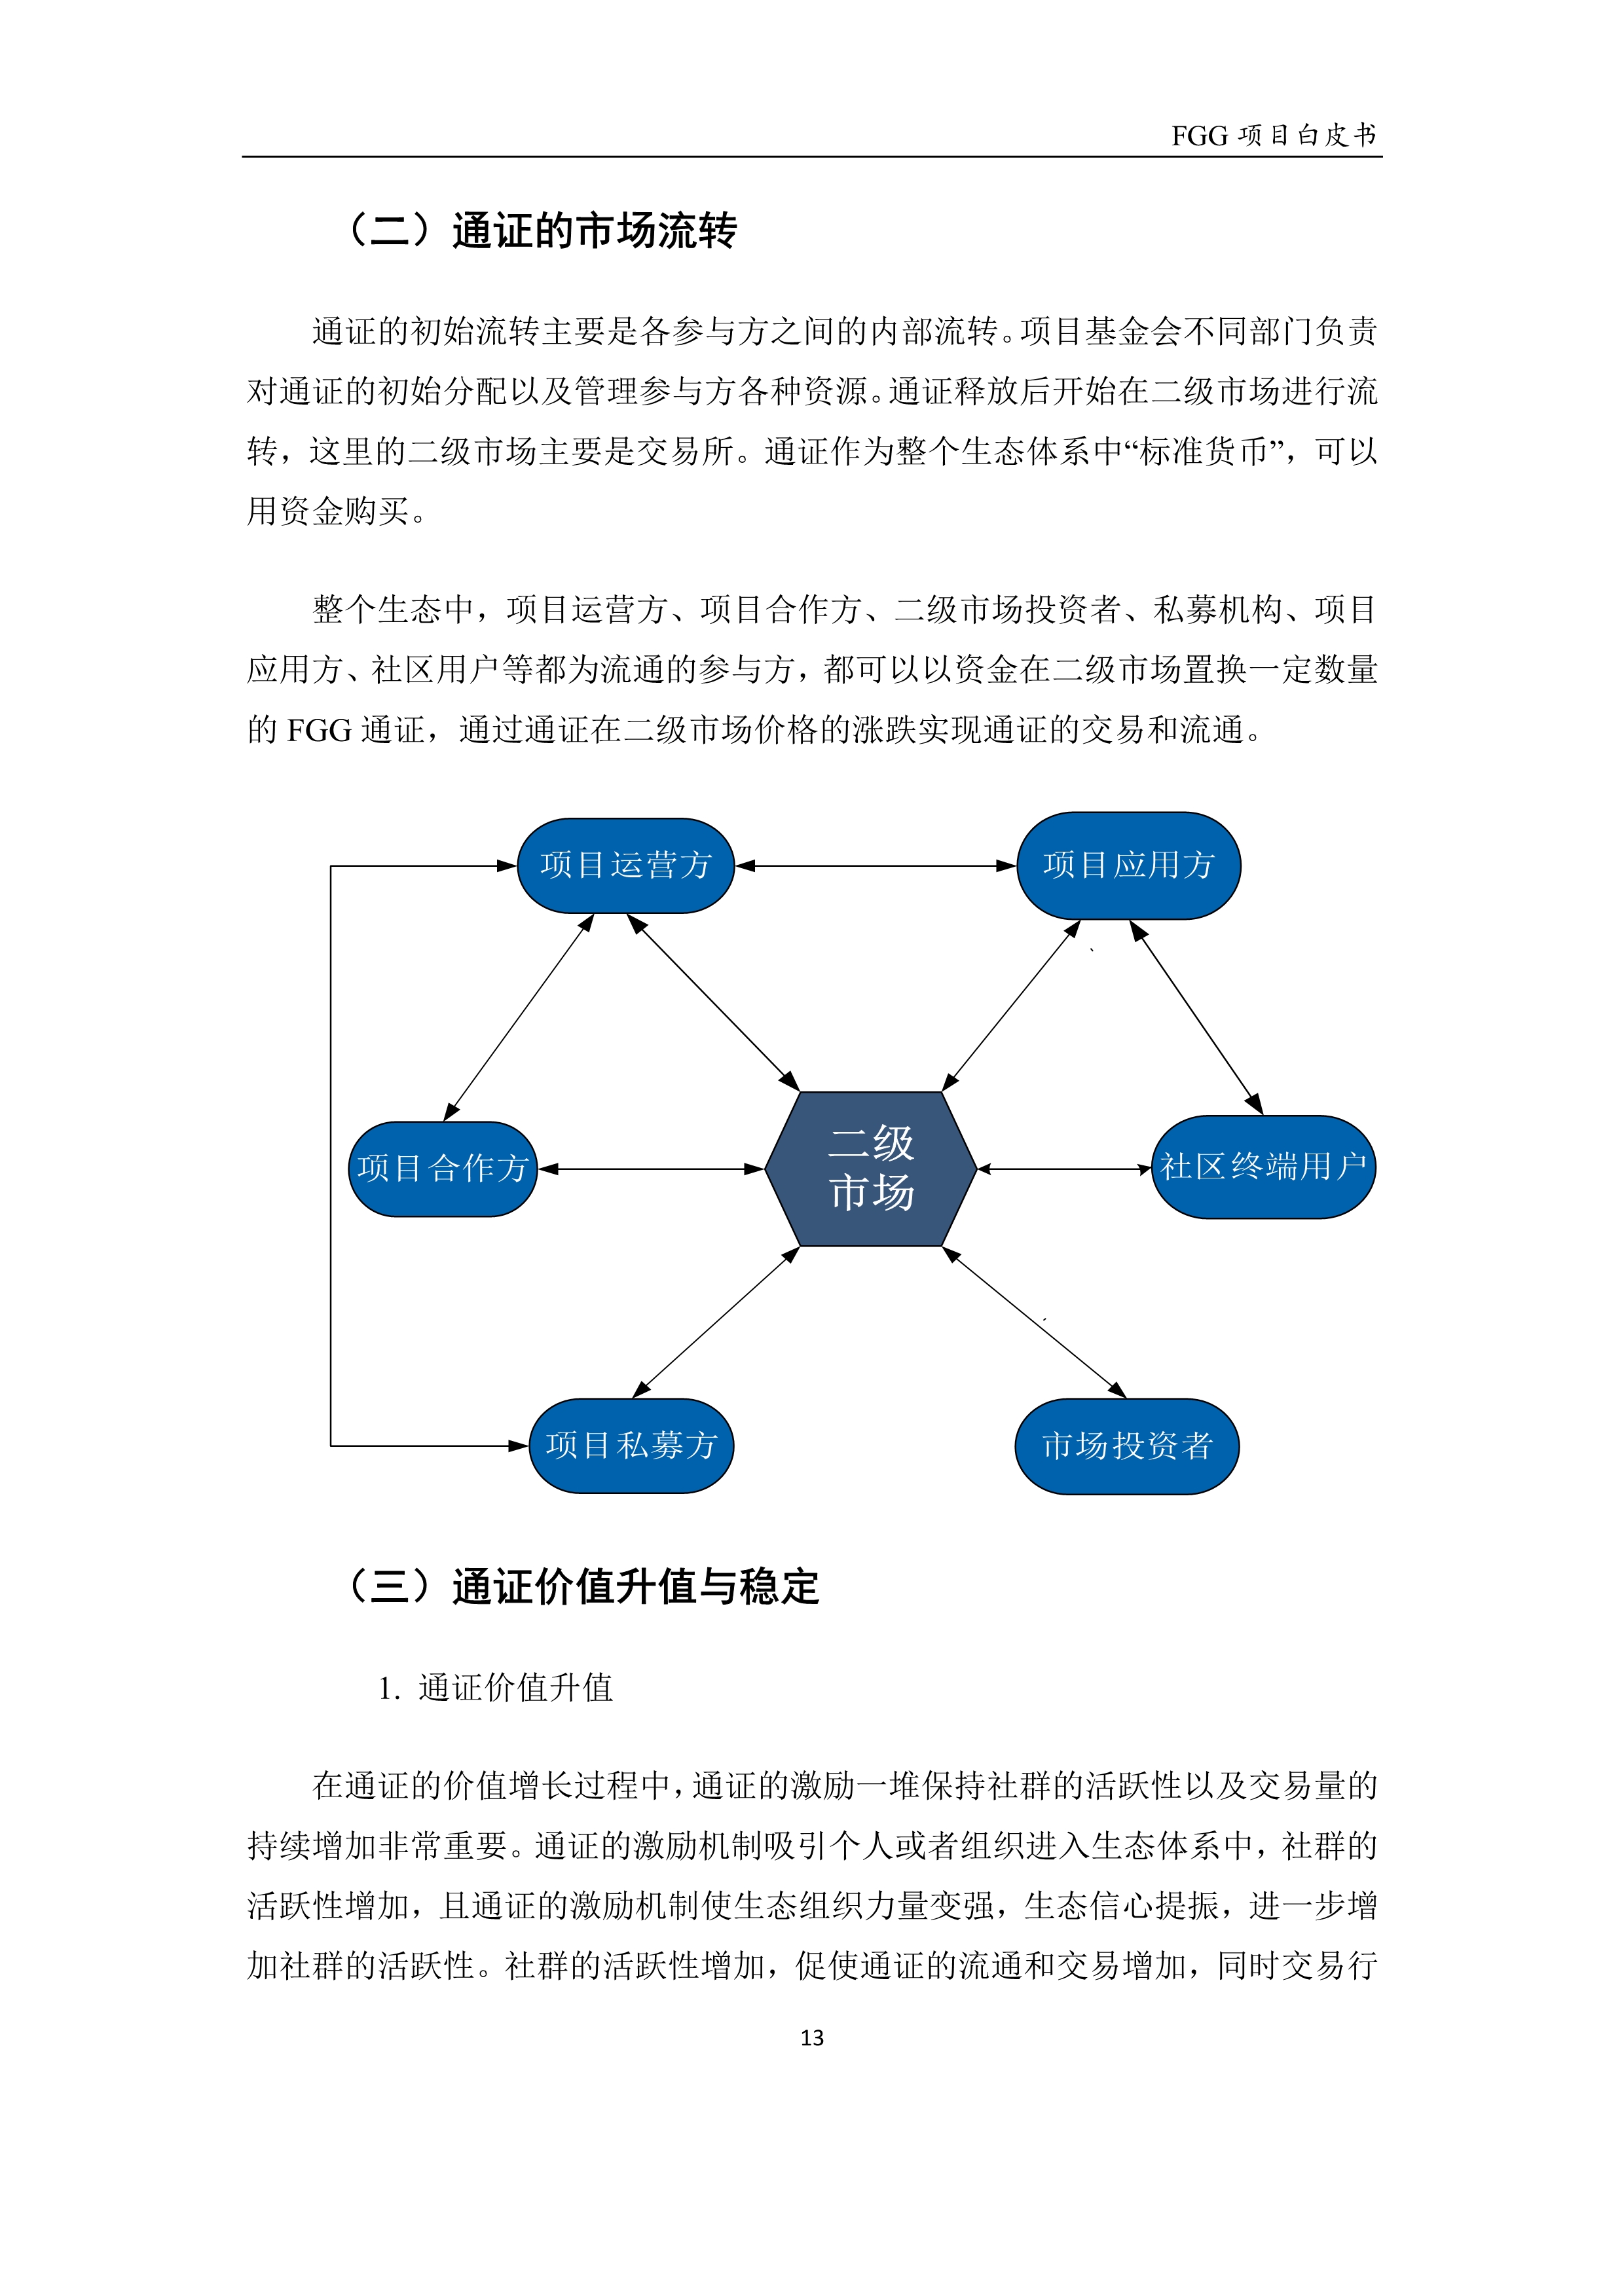 FGG 项目白皮书
（二）通证的市场流转
通证的初始流转主要是各参与方之间的内部流转。项目基金会不同部门负责
对通证的初始分配以及管理参与方各种资源。通证释放后开始在二级市场进行流
转，这里的二级市场主要是交易所。通证作为整个生态体系中“标准货币”，可以
用资金购买。
整个生态中，项目运营方、项目合作方、二级市场投资者、私募机构、项目
应用方、社区用户等都为流通的参与方，都可以以资金在二级市场置换一定数量
的 FGG 通证，通过通证在二级市场价格的涨跌实现通证的交易和流通。
项目运营方
项目应用方
二级
市场
项目合作方
社区终端用户
项目私募方
市场投资者
（三）通证价值升值与稳定
1. 通证价值升值
在通证的价值增长过程中，通证的激励一堆保持社群的活跃性以及交易量的
持续增加非常重要。通证的激励机制吸引个人或者组织进入生态体系中，社群的
活跃性增加，且通证的激励机制使生态组织力量变强，生态信心提振，进一步增
加社群的活跃性。社群的活跃性增加，促使通证的流通和交易增加，同时交易行
13